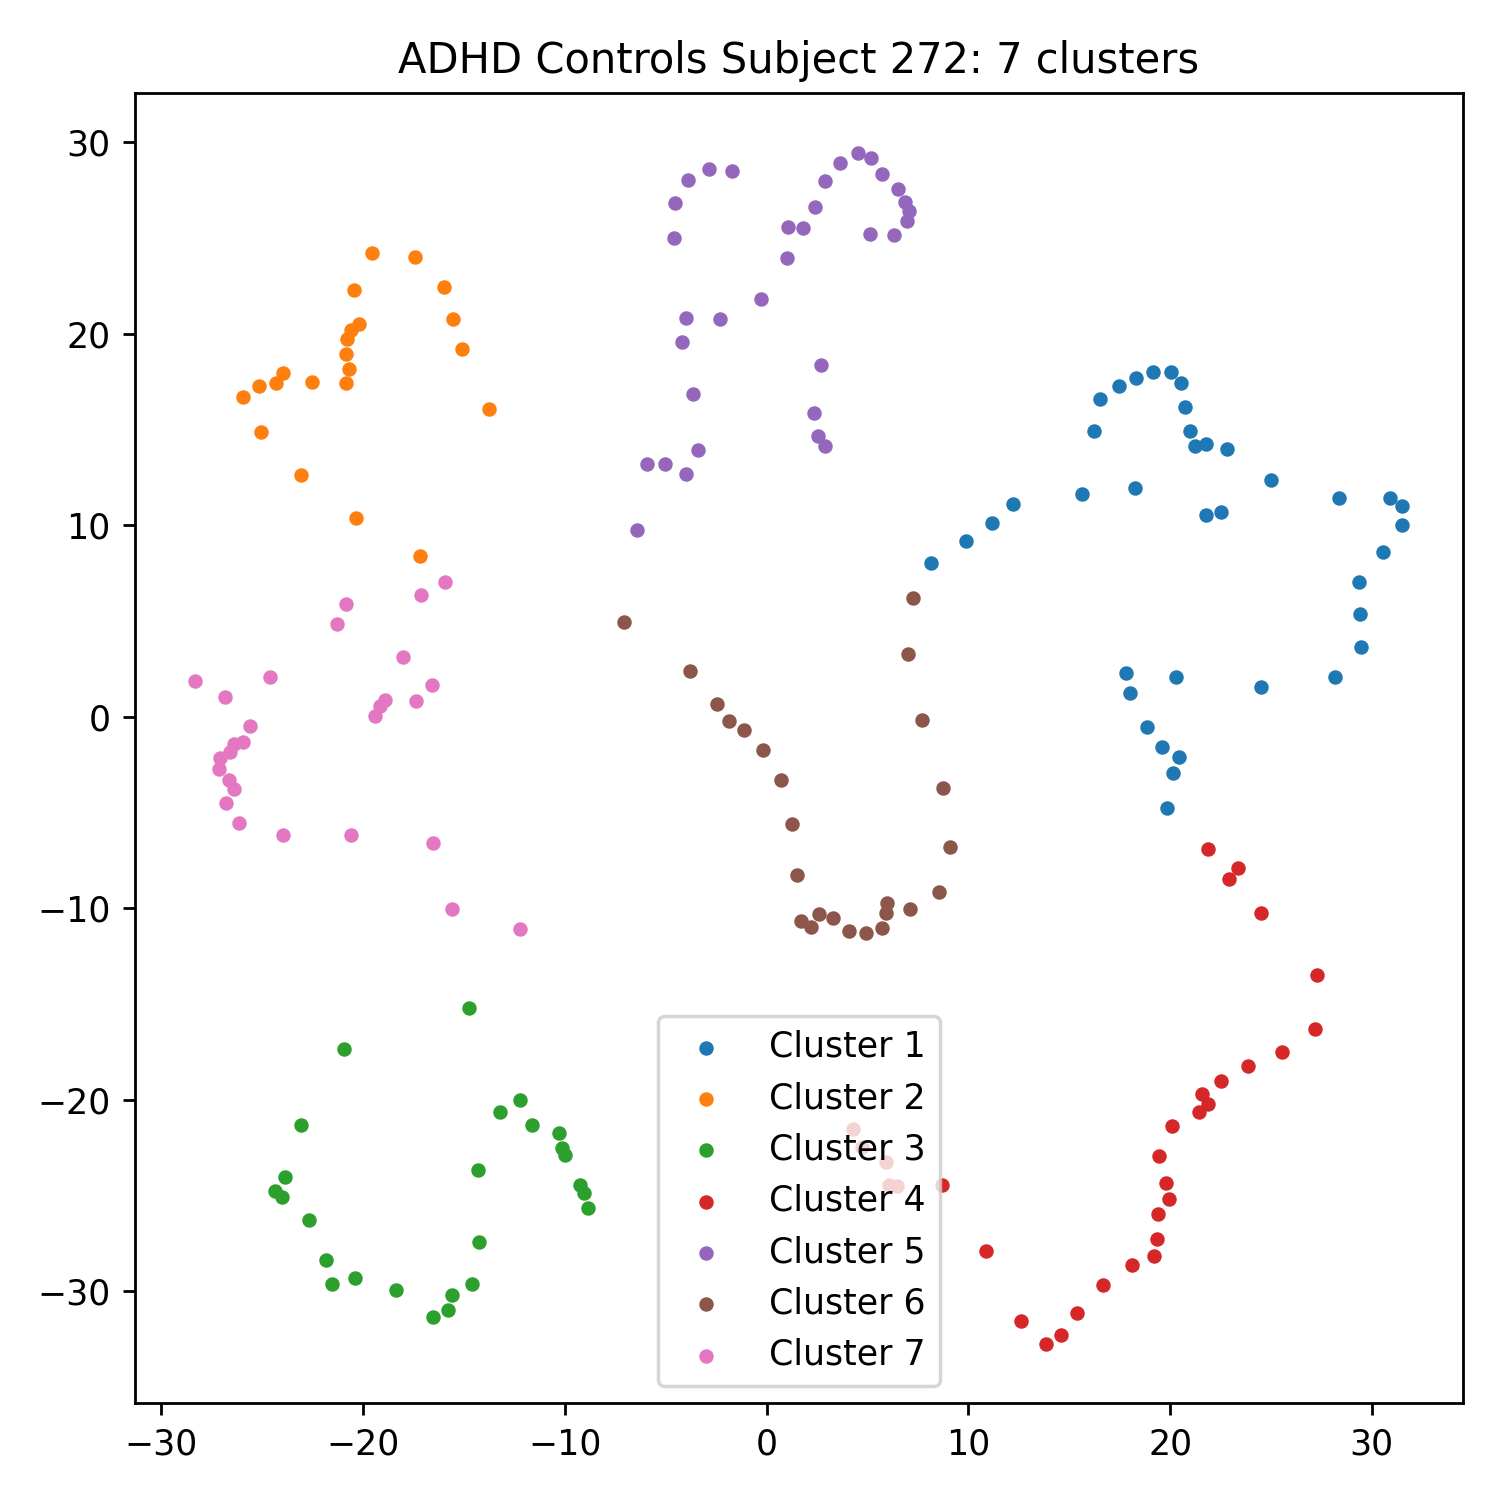 ADHD Controls Subject 272: 7 clusters
30
20
10
0
−10
−20
−30
Cluster 1
Cluster 2
Cluster 3
Cluster 4
Cluster 5
Cluster 6
Cluster 7
−30 −20 −10 0 10 20 30